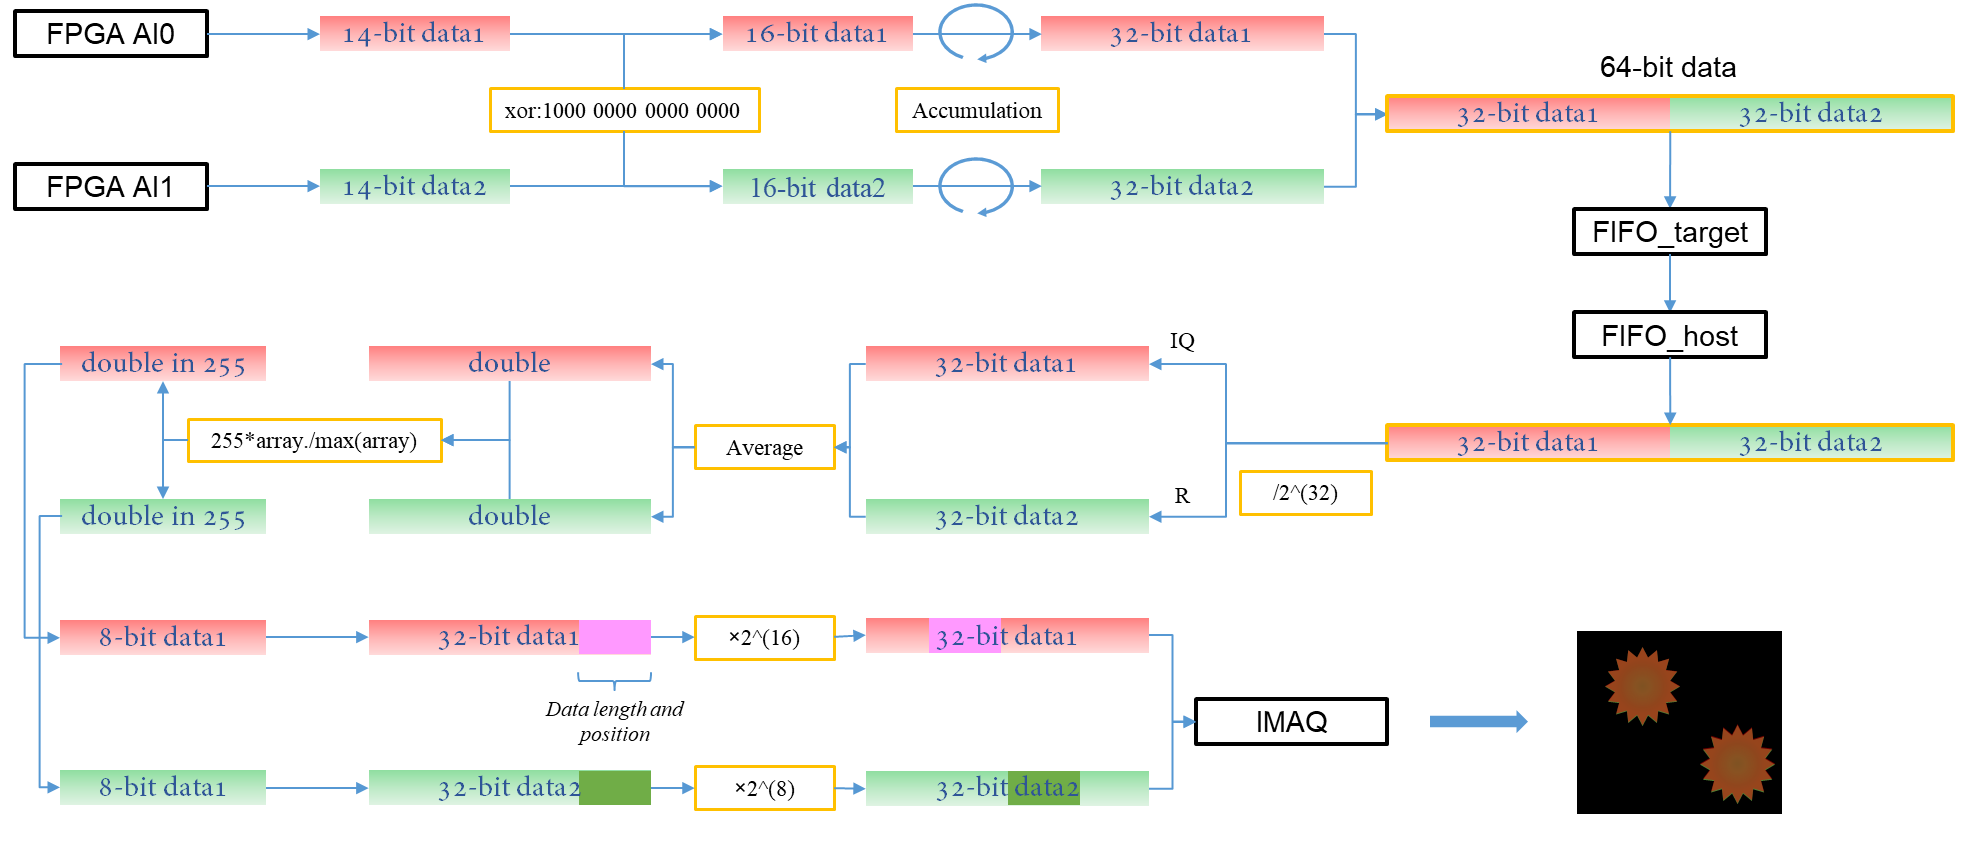 FPGA AI0
14-bit data1
16-bit data1
32-bit data1
64-bit data
xor:1000 0000 0000 0000
Accumulation
32-bit data1
32-bit data2
FPGA AI1
14-bit data2
16-bit data2
32-bit data2
FIFO_target
FIFO_host
IQ
double in 255
double
32-bit data1
255*array./max(array)
Average
32-bit data1
32-bit data2
/2^(32)
R
double in 255
double
32-bit data2
8-bit data1
32-bit data1
×2^(16)
32-bit data1
Data length and
position
IMAQ
8-bit data1
32-bit data2
×2^(8)
32-bit data2